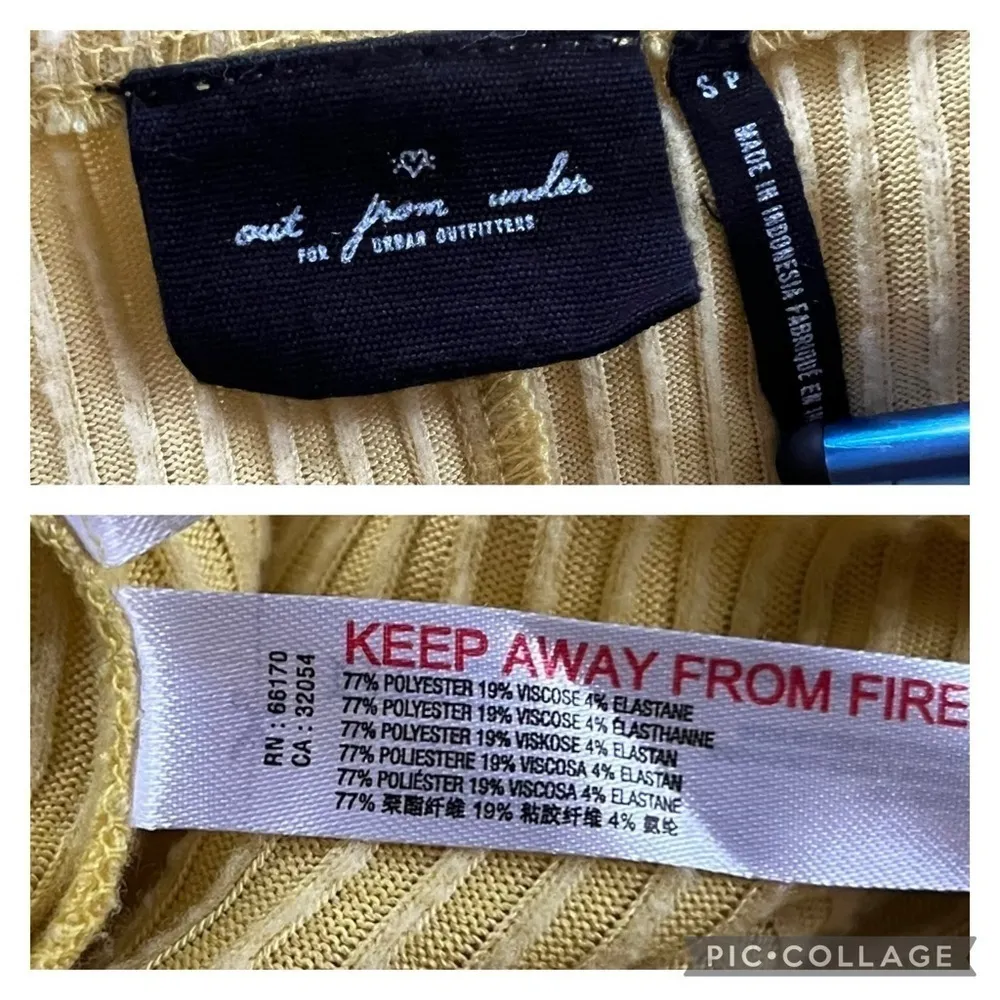 out from under
FOR URBAN OUTFITTERS
S P
MADE IN INDONESIA FABRIQUÉ EN
KEEP AWAY FROM FIRE
RN : 66170
CA : 32054
77% POLYESTER 19% VISCOSE 4% ELASTANE
77% POLYESTER 19% VISCOSE 4% ÉLASTHANNE
77% POLYESTER 19% VISKOSE 4% ELASTAN
77% POLIESTERE 19% VISCOSA 4% ELASTAN
77% POLIÉSTER 19% VISCOSA 4% ELASTANE
77% 聚酯纤维 19% 粘胶纤维 4% 氨纶
PIC•COLLAGE